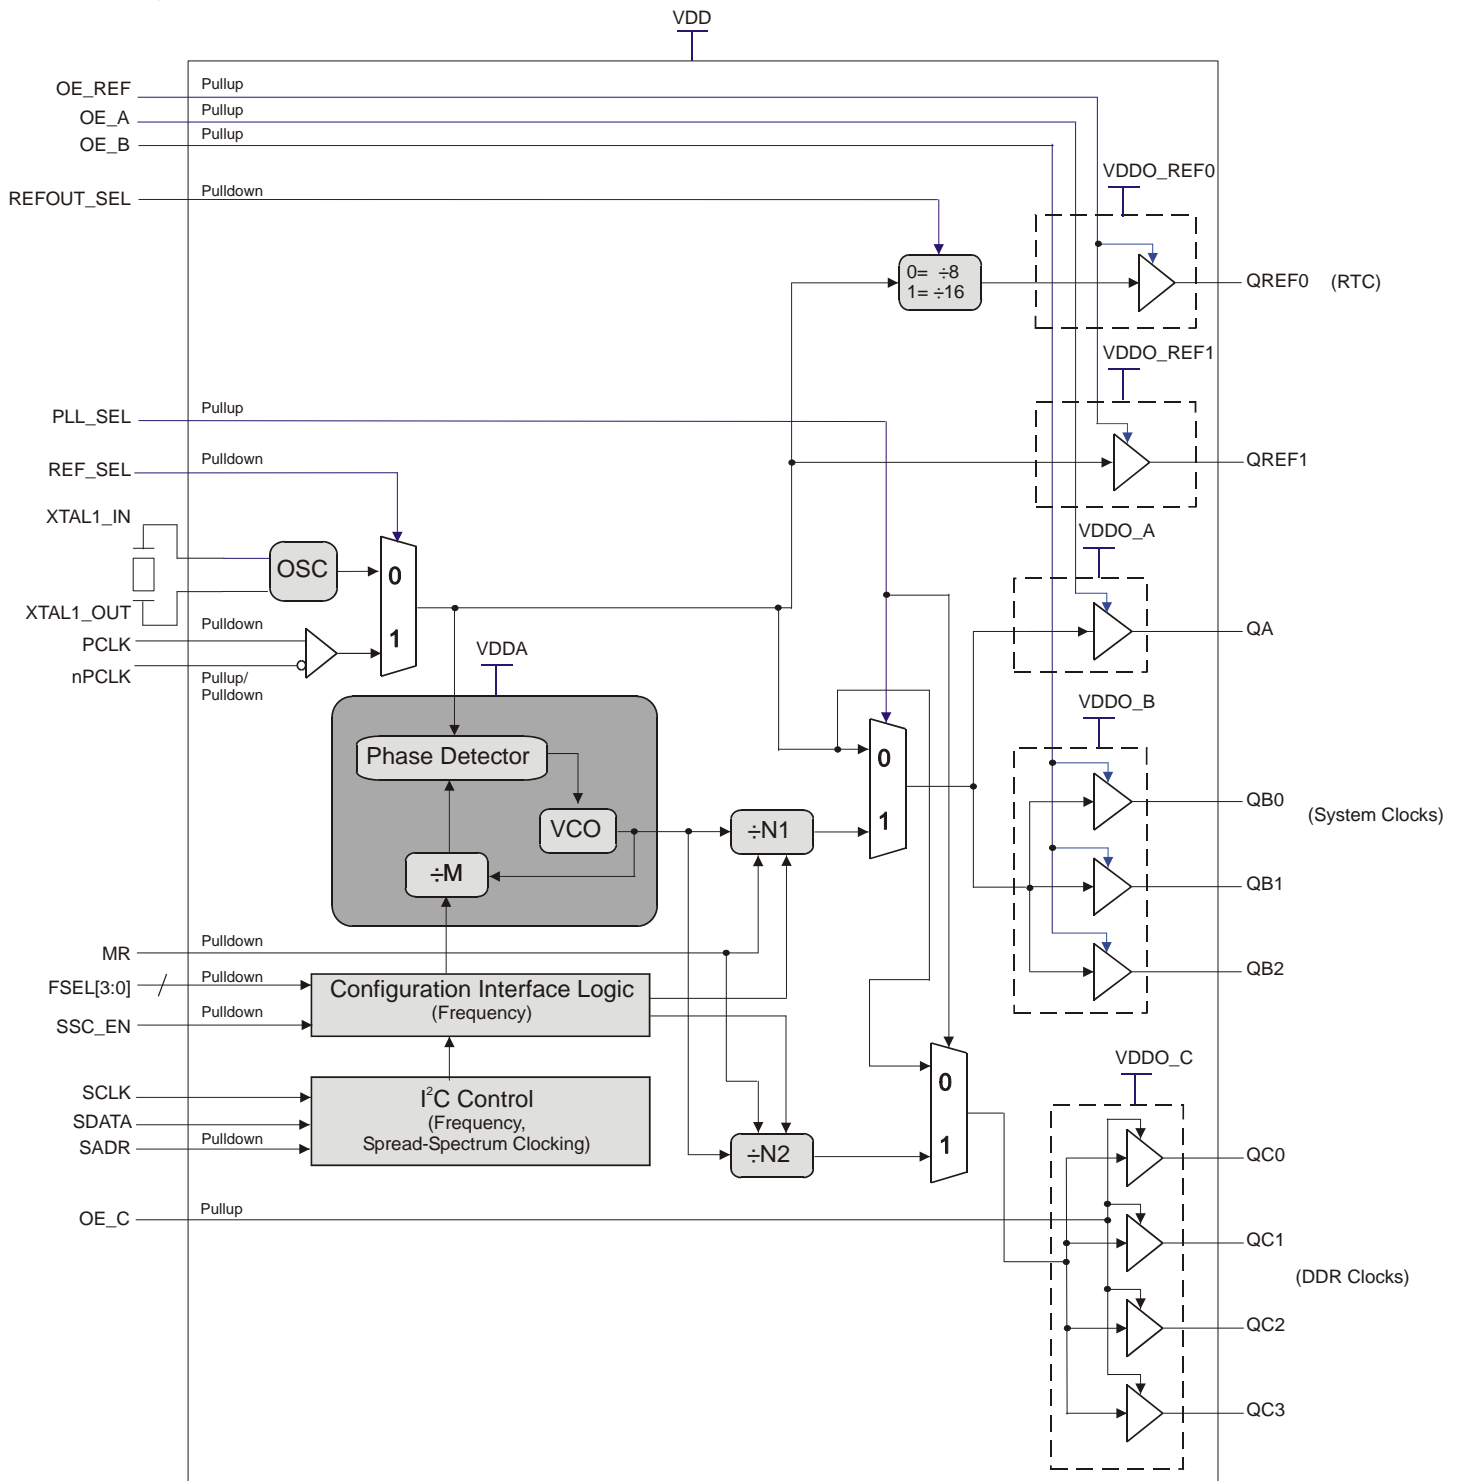 VDD
OE_REF
Pullup
OE_A
Pullup
OE_B
Pullup
REFOUT_SEL
Pulldown
VDDO_REF0
0= ÷8
1= ÷16
QREF0 (RTC)
VDDO_REF1
PLL_SEL
Pullup
REF_SEL
Pulldown
QREF1
XTAL1_IN
OSC
0
1
XTAL1_OUT
Pulldown
PCLK
nPCLK
Pullup/
Pulldown
VDDA
VDDO_A
QA
VDDO_B
Phase Detector
VCO
÷M
÷N1
0
1
QB0
(System Clocks)
QB1
QB2
MR
Pulldown
FSEL[3:0]
Pulldown
SSC_EN
Pulldown
Configuration Interface Logic
(Frequency)
SCLK
SDATA
SADR
Pulldown
I²C Control
(Frequency,
Spread-Spectrum Clocking)
÷N2
0
1
VDDO_C
OE_C
Pullup
QC0
QC1
(DDR Clocks)
QC2
QC3